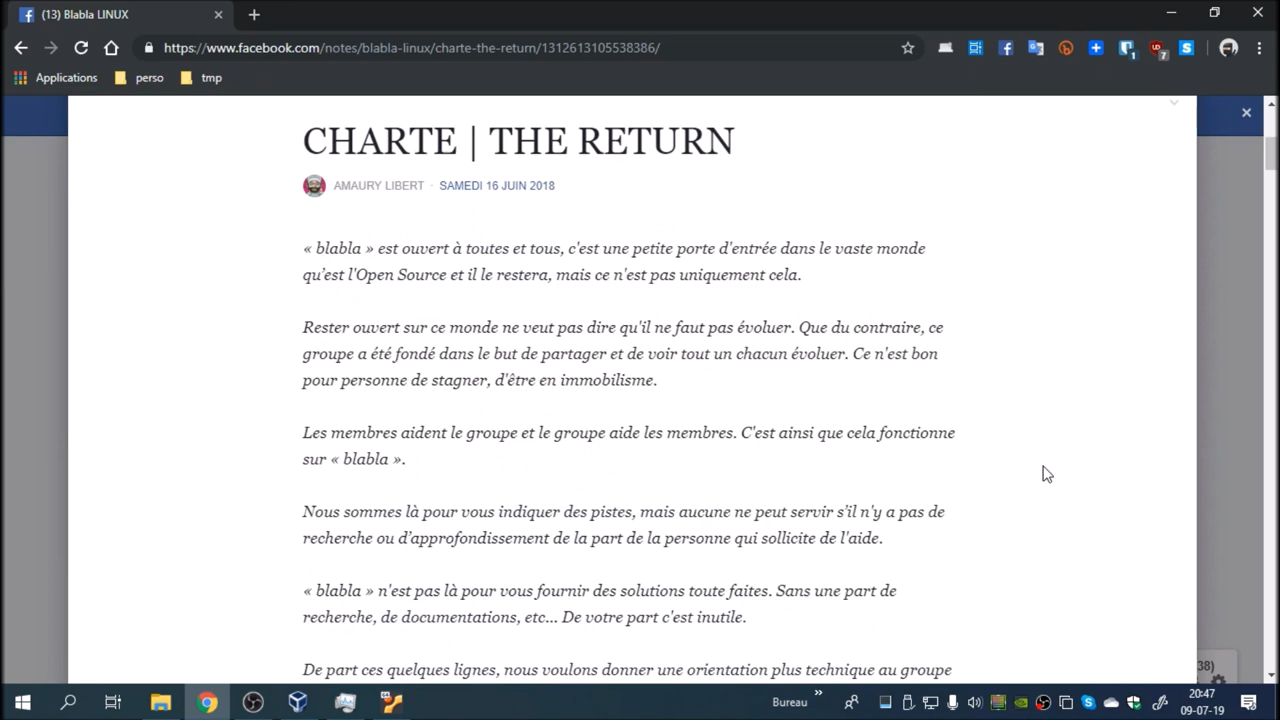 (13) Blabla LINUX
https://www.facebook.com/notes/blabla-linux/charte-the-return/1312613105538386/
Applications
perso
tmp
CHARTE | THE RETURN
AMAURY LIBERT · SAMEDI 16 JUIN 2018
« blabla » est ouvert à toutes et tous, c'est une petite porte d'entrée dans le vaste monde
qu’est l'Open Source et il le restera, mais ce n'est pas uniquement cela.
Rester ouvert sur ce monde ne veut pas dire qu'il ne faut pas évoluer. Que du contraire, ce
groupe a été fondé dans le but de partager et de voir tout un chacun évoluer. Ce n'est bon
pour personne de stagner, d'être en immobilisme.
Les membres aident le groupe et le groupe aide les membres. C'est ainsi que cela fonctionne
sur « blabla ».
Nous sommes là pour vous indiquer des pistes, mais aucune ne peut servir s’il n'y a pas de
recherche ou d’approfondissement de la part de la personne qui sollicite de l'aide.
« blabla » n'est pas là pour vous fournir des solutions toute faites. Sans une part de
recherche, de documentations, etc... De votre part c'est inutile.
De part ces quelques lignes, nous voulons donner une orientation plus technique au groupe
38)
Bureau
20:47
09-07-19